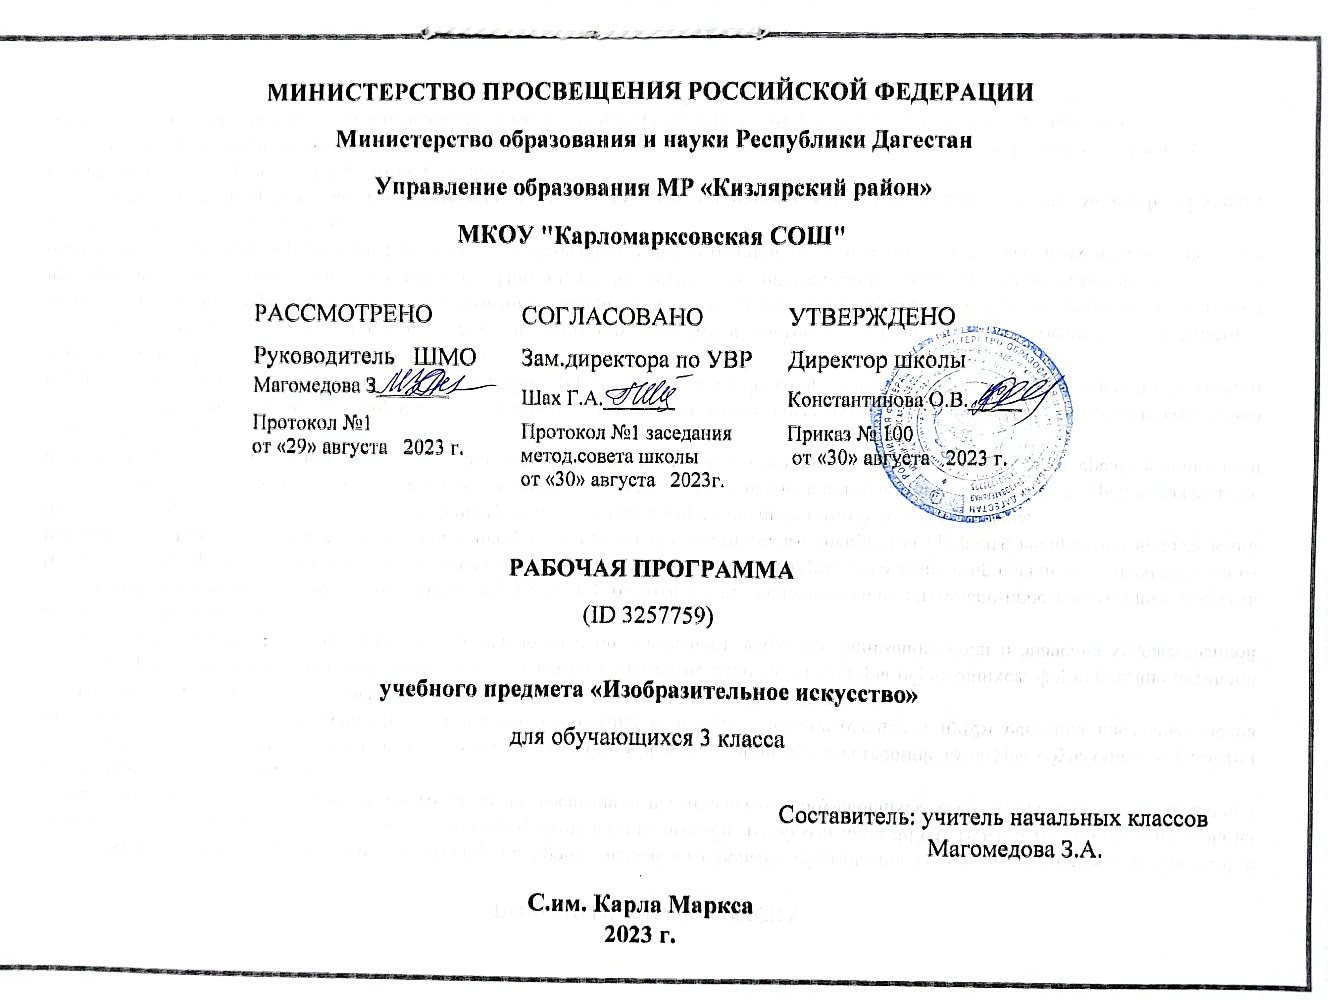 МИНИСТЕРСТВО ПРОСВЕЩЕНИЯ РОССИЙСКОЙ ФЕДЕРАЦИИ
Министерство образования и науки Республики Дагестан
Управление образования МР «Кизлярский район»
МКОУ "Карломарксовская СОШ"
РАССМОТРЕНО
Руководитель ШМО
Магомедова З
Протокол №1
от «29» августа 2023 г.
СОГЛАСОВАНО
Зам.директора по УВР
Шах Г.А.
Протокол №1 заседания
метод.совета школы
от «30» августа 2023г.
УТВЕРЖДЕНО
Директор школы
Константинова О.В.
Приказ № 100
от «30» августа 2023 г.
РАБОЧАЯ ПРОГРАММА
(ID 3257759)
учебного предмета «Изобразительное искусство»
для обучающихся 3 класса
Составитель: учитель начальных классов
Магомедова З.А.
С.им. Карла Маркса
2023 г.